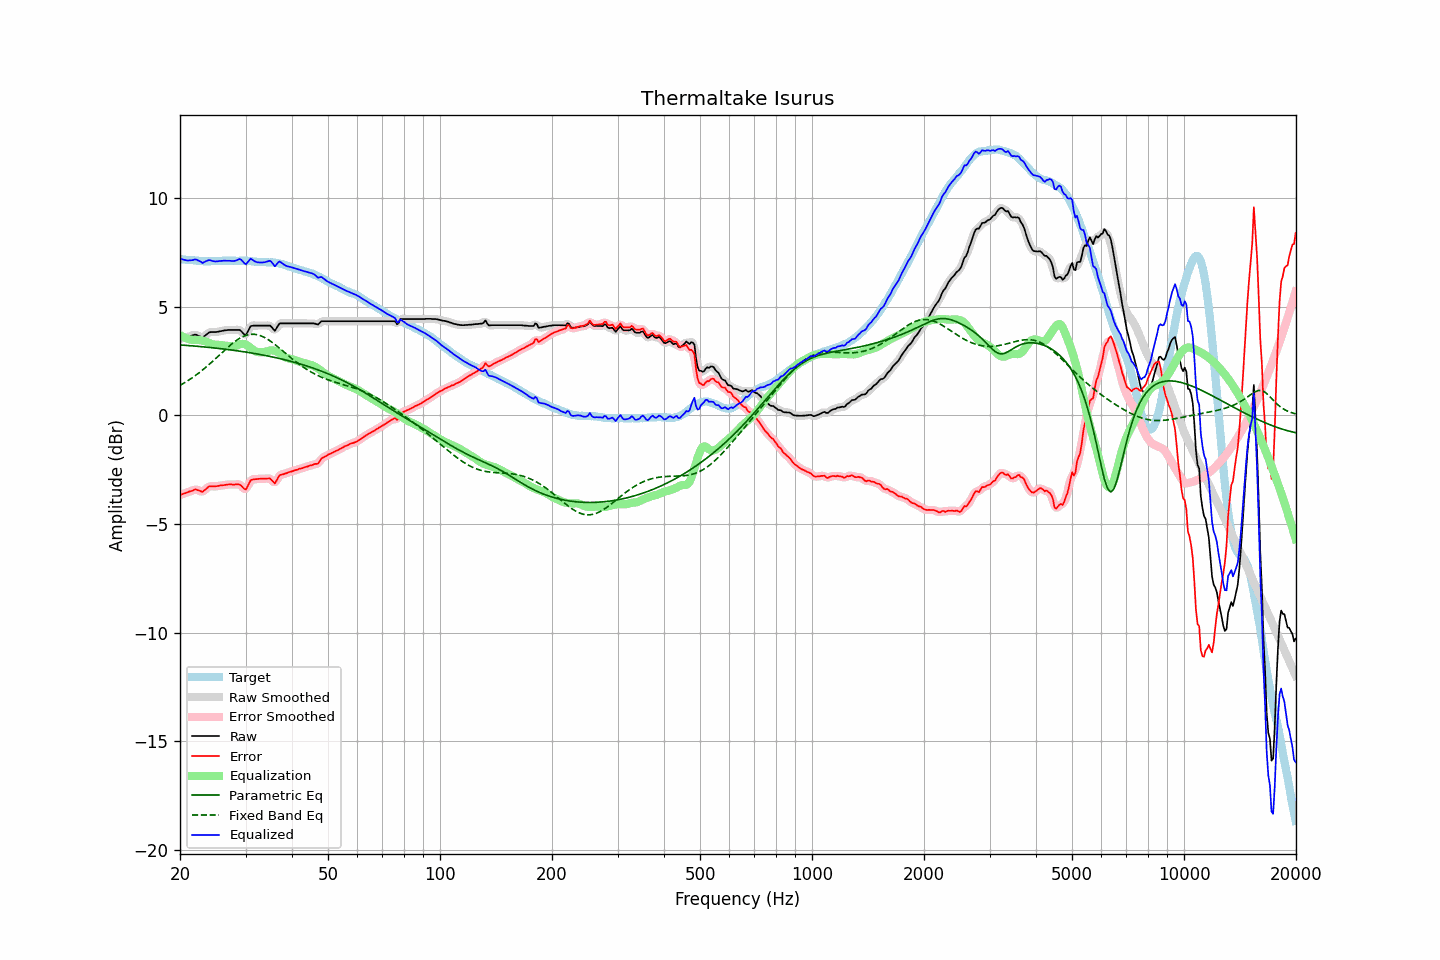 Thermaltake Isurus
Amplitude (dBr)
10
5
0
−5
−10
−15
−20
Target
Raw Smoothed
Error Smoothed
Raw
Error
Equalization
Parametric Eq
Fixed Band Eq
Equalized
20 50 100 200 500 1000 2000 5000 10000 20000
Frequency (Hz)